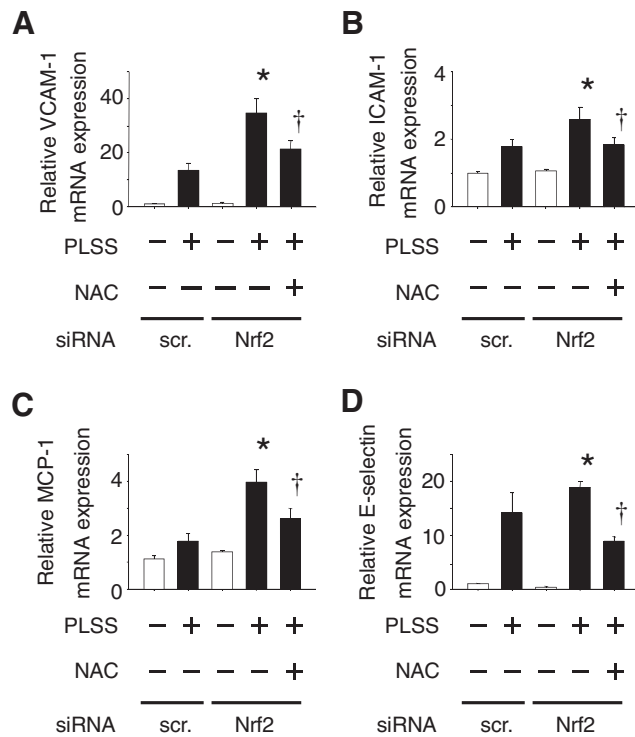 A
Relative VCAM-1
mRNA expression
40
20
0
*
†
PLSS − + − + +
NAC − − − − +
siRNA scr. Nrf2
B
Relative ICAM-1
mRNA expression
4
2
0
*
†
PLSS − + − + +
NAC − − − − +
siRNA scr. Nrf2
C
Relative MCP-1
mRNA expression
4
2
0
*
†
PLSS − + − + +
NAC − − − − +
siRNA scr. Nrf2
D
Relative E-selectin
mRNA expression
20
10
0
*
†
PLSS − + − + +
NAC − − − − +
siRNA scr. Nrf2